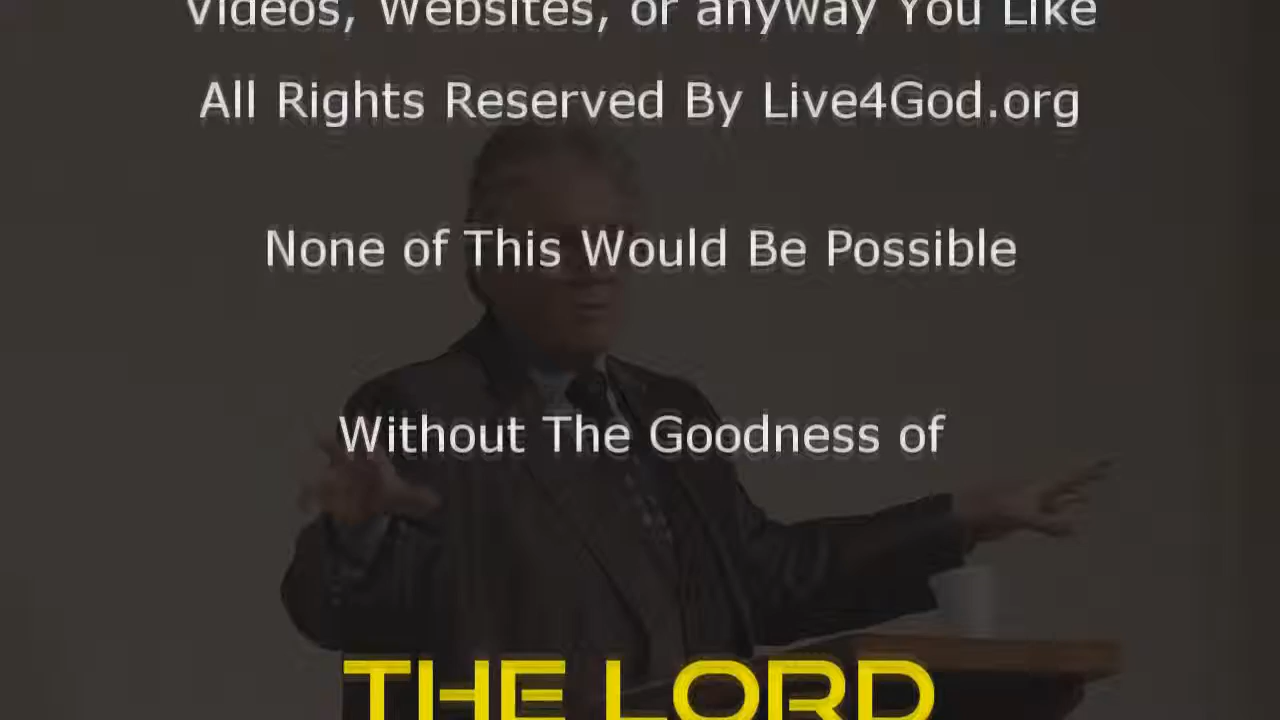 Videos, Websites, or anyway You Like
All Rights Reserved By Live4God.org
None of This Would Be Possible
Without The Goodness of
THE LORD